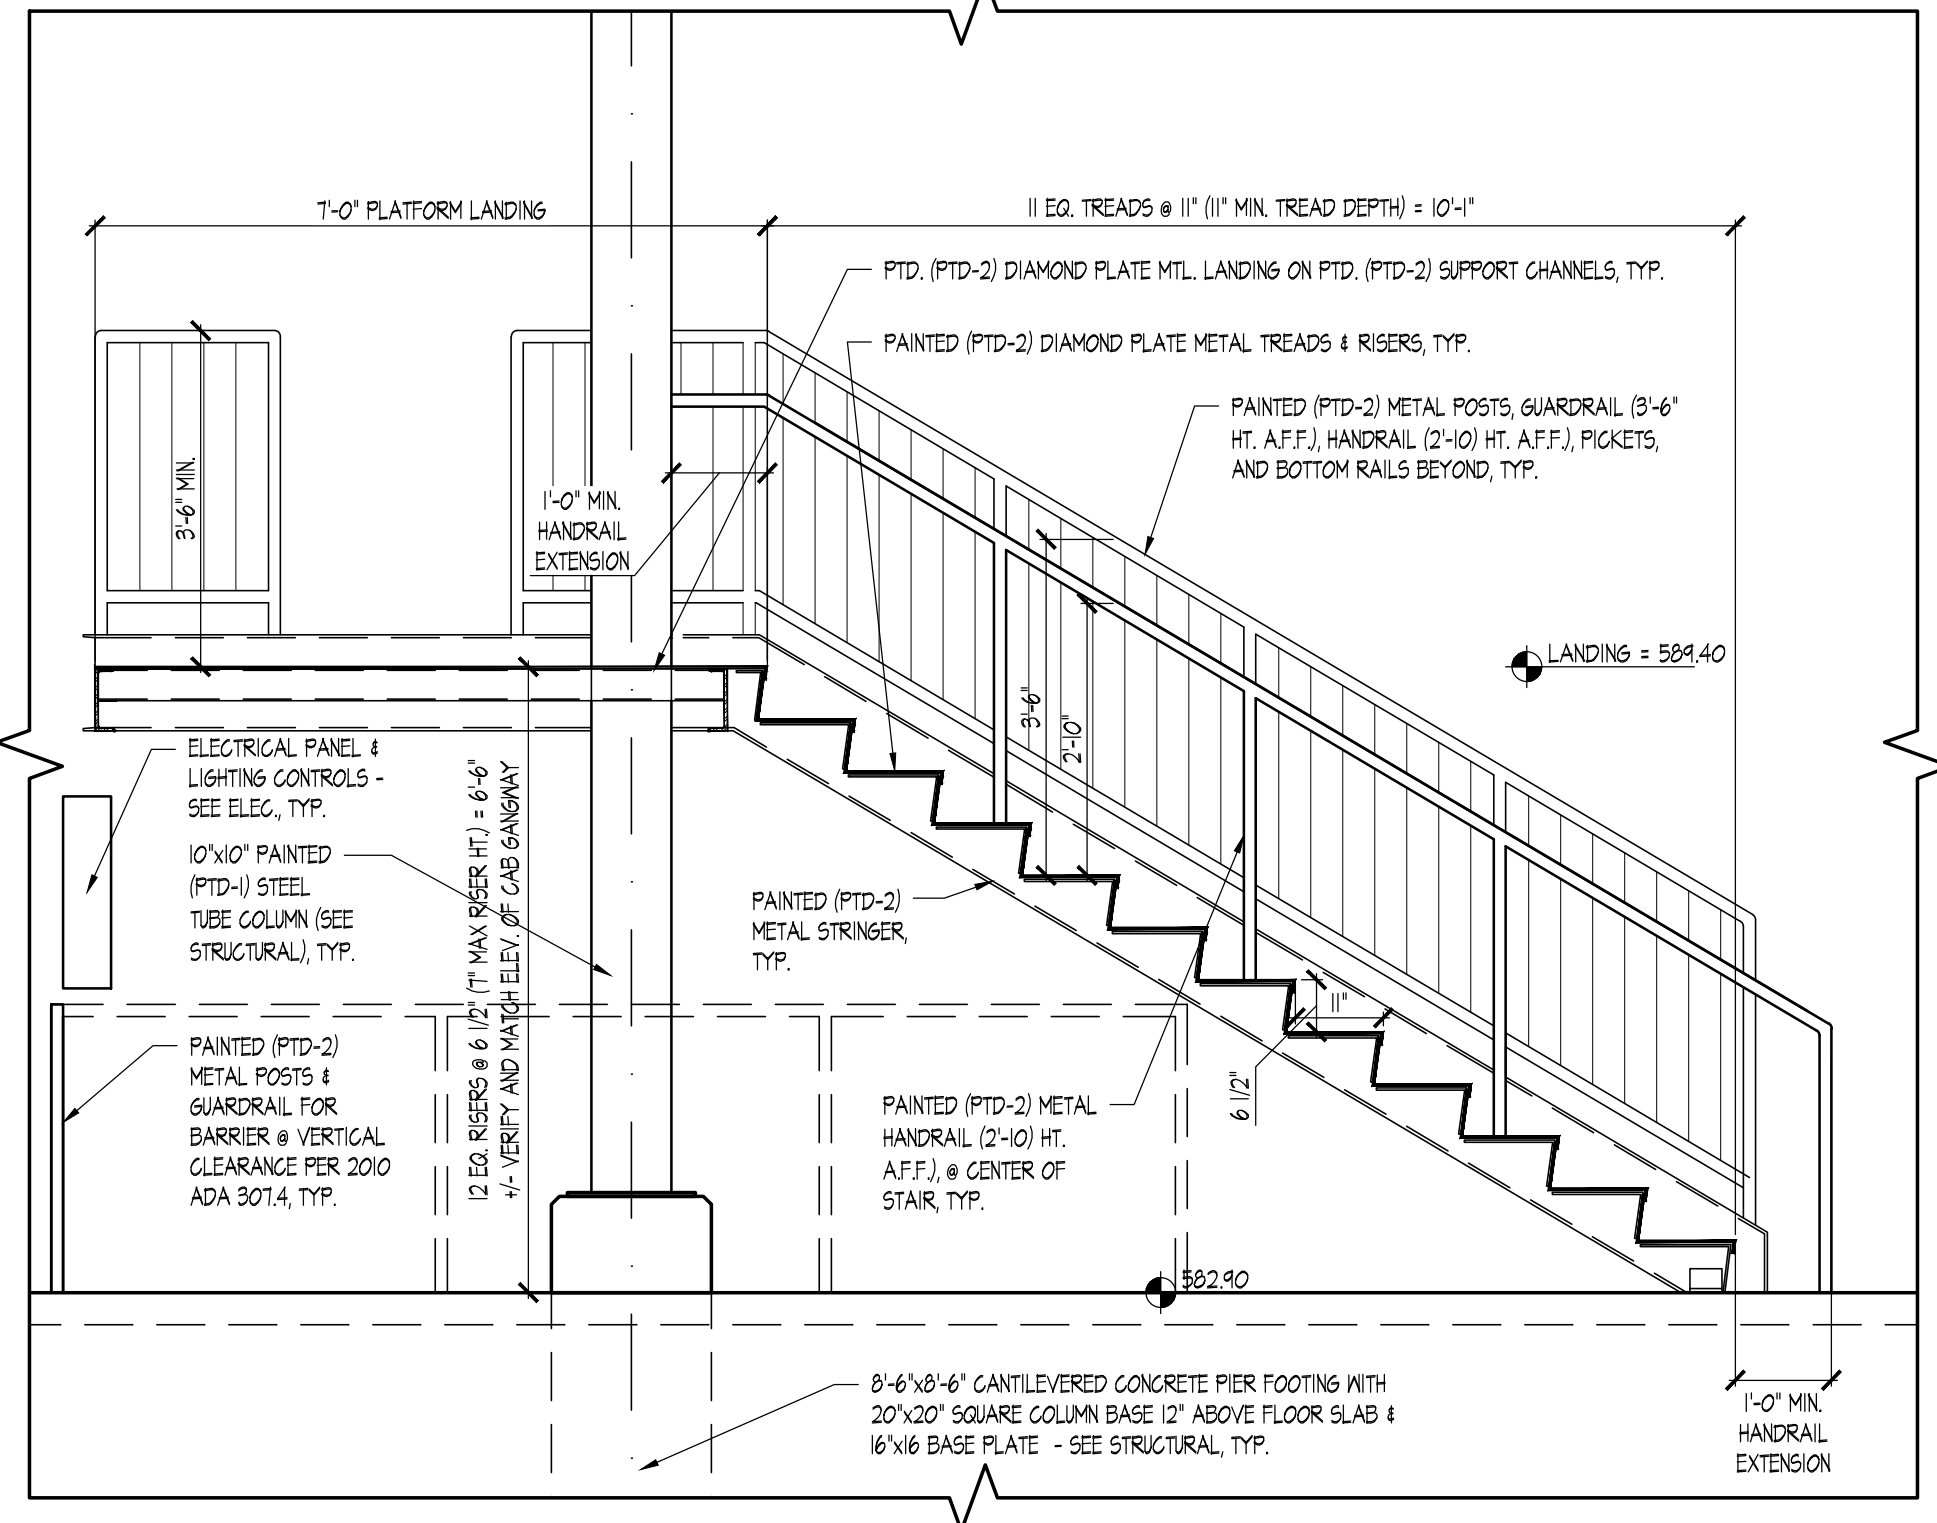 7'-0" PLATFORM LANDING
11 EQ. TREADS @ 11" (11" MIN. TREAD DEPTH) = 10'-1"
PTD. (PTD-2) DIAMOND PLATE MTL. LANDING ON PTD. (PTD-2) SUPPORT CHANNELS, TYP.
PAINTED (PTD-2) DIAMOND PLATE METAL TREADS & RISERS, TYP.
PAINTED (PTD-2) METAL POSTS, GUARDRAIL (3'-6"
HT. A.F.F.), HANDRAIL (2'-10) HT. A.F.F.), PICKETS,
AND BOTTOM RAILS BEYOND, TYP.
3'-6" MIN.
1'-0" MIN.
HANDRAIL
EXTENSION
LANDING = 589.40
3'-6"
2'-10"
ELECTRICAL PANEL &
LIGHTING CONTROLS -
SEE ELEC., TYP.
10"x10" PAINTED
(PTD-1) STEEL
TUBE COLUMN (SEE
STRUCTURAL), TYP.
12 EQ. RISERS @ 6 1/2" (7" MAX RISER HT.) = 6'-6"
+/- VERIFY AND MATCH ELEV. OF CAB GANGWAY
PAINTED (PTD-2)
METAL STRINGER,
TYP.
11"
6 1/2"
PAINTED (PTD-2)
METAL POSTS &
GUARDRAIL FOR
BARRIER @ VERTICAL
CLEARANCE PER 2010
ADA 307.4, TYP.
PAINTED (PTD-2) METAL
HANDRAIL (2'-10) HT.
A.F.F.), @ CENTER OF
STAIR, TYP.
582.90
8'-6"x8'-6" CANTILEVERED CONCRETE PIER FOOTING WITH
20"x20" SQUARE COLUMN BASE 12" ABOVE FLOOR SLAB &
16"x16 BASE PLATE - SEE STRUCTURAL, TYP.
1'-0" MIN.
HANDRAIL
EXTENSION